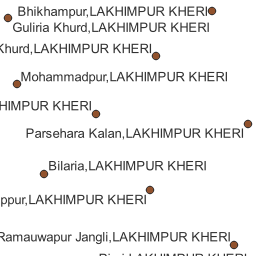 Bhikhampur,LAKHIMPUR KHERI
Guliria Khurd,LAKHIMPUR KHERI
Khurd,LAKHIMPUR KHERI
Mohammadpur,LAKHIMPUR KHERI
HIMPUR KHERI
Parsehara Kalan,LAKHIMPUR KHERI
Bilaria,LAKHIMPUR KHERI
ppur,LAKHIMPUR KHERI
Ramauwapur Jangli,LAKHIMPUR KHERI